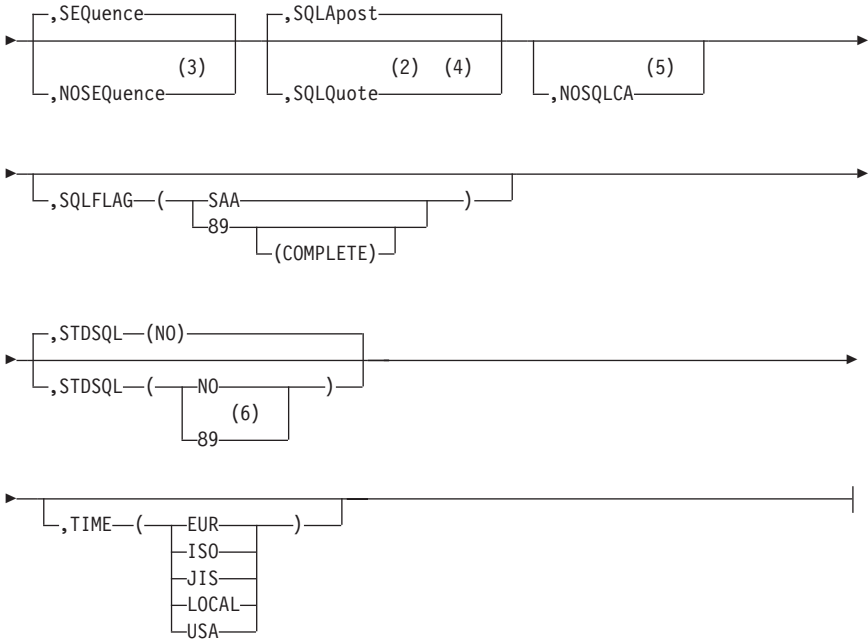 ,SEQuence ,SQLApost
(3) (2) (4) (5)
,NOSEQuence ,SQLQuote ,NOSQLCA
,SQLFLAG ( SAA )
89
(COMPLETE)
,STDSQL (NO)
,STDSQL ( NO )
(6)
89
,TIME ( EUR )
ISO
JIS
LOCAL
USA